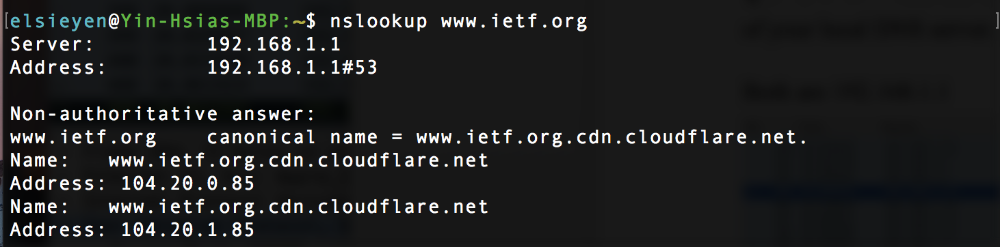 [elsieyen@Yin-Hsias-MBP:~$ nslookup www.ietf.org ]
Server:		192.168.1.1
Address:	192.168.1.1#53

Non-authoritative answer:
www.ietf.org	canonical name = www.ietf.org.cdn.cloudflare.net.
Name:	www.ietf.org.cdn.cloudflare.net
Address: 104.20.0.85
Name:	www.ietf.org.cdn.cloudflare.net
Address: 104.20.1.85